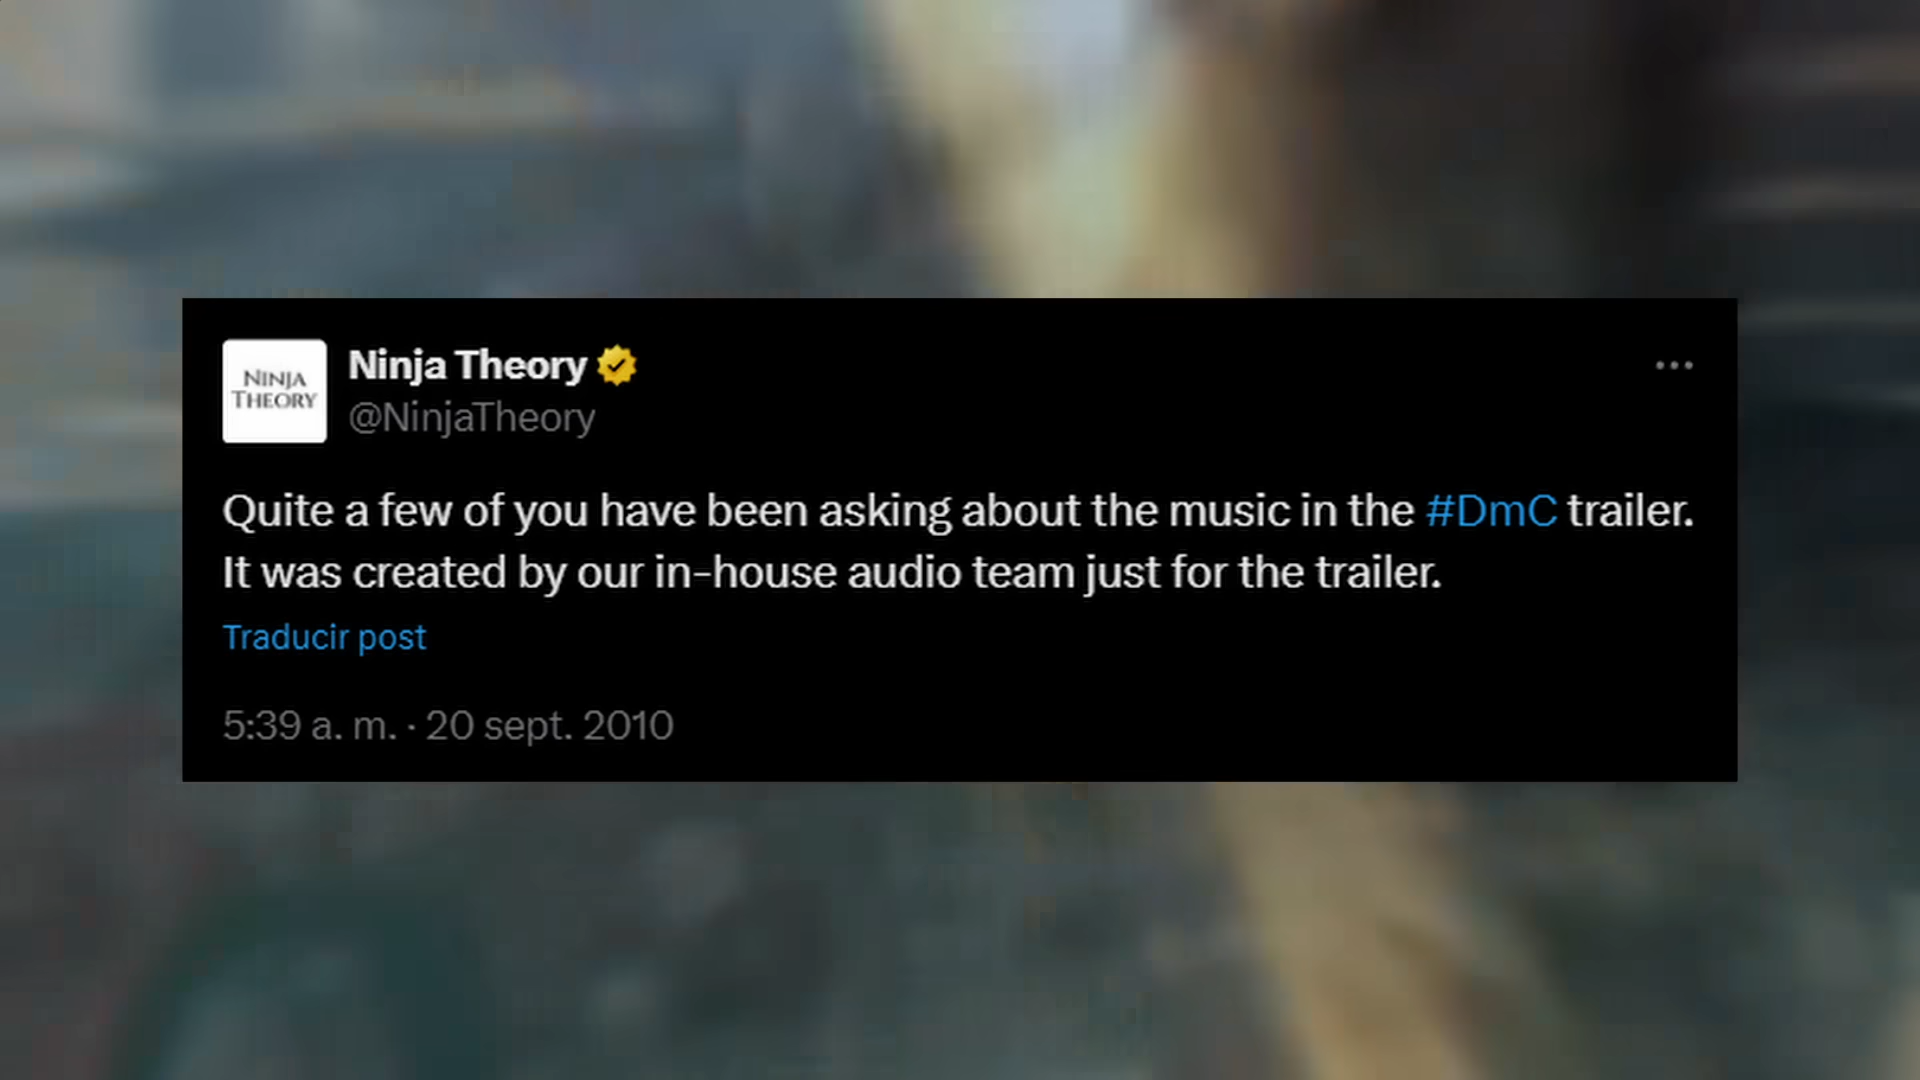 NINJA
THEORY
Ninja Theory
@NinjaTheory
Quite a few of you have been asking about the music in the #DmC trailer.
It was created by our in-house audio team just for the trailer.
Traducir post
5:39 a. m. · 20 sept. 2010